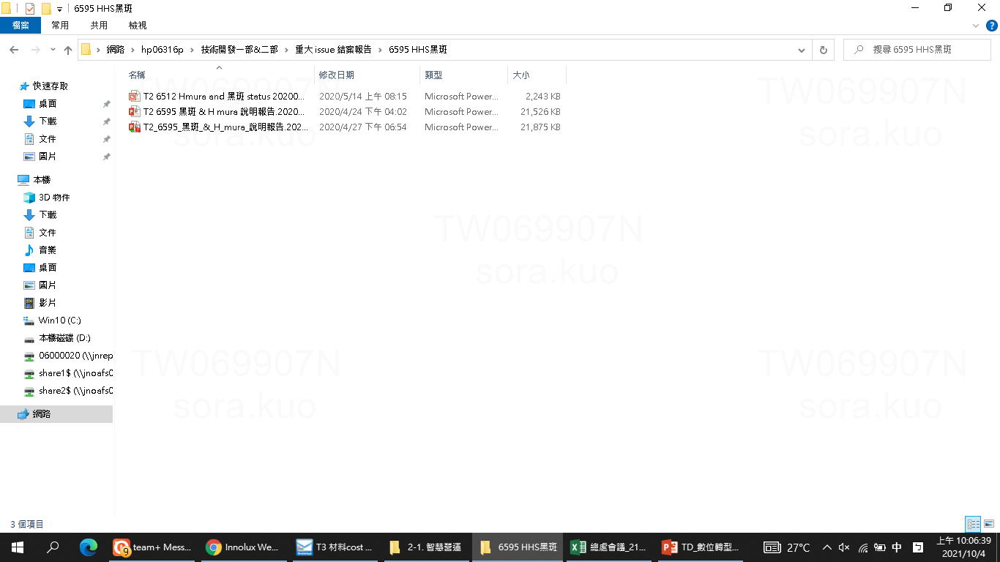 6595 HHS黑斑
檔案 常用 共用 檢視
網路 hp06316p 技術開發一部&二部 重大 issue 結案報告 6595 HHS黑斑 搜尋 6595 HHS黑斑
名稱 修改日期 類型 大小
T2 6512 Hmura and 黑斑 status 20200... 2020/5/14 上午 08:15 Microsoft Power... 2,243 KB
T2 6595 黑斑 & H mura 說明報告.2020... 2020/4/24 下午 04:02 Microsoft Power... 21,526 KB
T2_6595_黑斑_&_H_mura_說明報告.202... 2020/4/27 下午 06:54 Microsoft Power... 21,875 KB
快速存取
桌面
下載
文件
圖片
本機
3D 物件
下載
文件
音樂
桌面
圖片
影片
Win10 (C:)
本機磁碟 (D:)
06000020 (\\jnrep
share1$ (\\jnoafs0
share2$ (\\jnoafs0
網路
TW069907N
sora.kuo
TW069907N
sora.kuo
TW069907N
sora.kuo
TW069907N
sora.kuo
TW069907N
sora.kuo
3 個項目
9 team+ Mess... Innolux We... T3 材料cost ... 2-1. 智慧營運 6595 HHS黑斑 總處會議_21... TD_數位轉型... 27°C 中 上午 10:06:39
2021/10/4